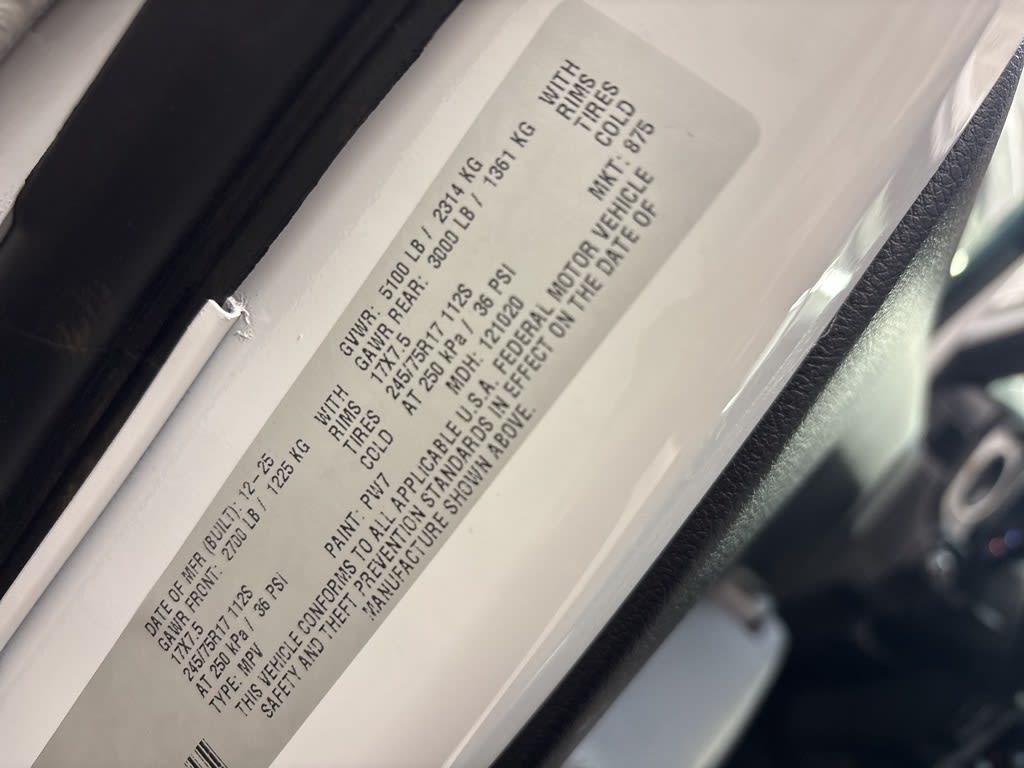 DATE OF MFR (BUILT): 12-25 GVWR: 5100 LB / 2314 KG
GAWR FRONT: 2700 LB / 1225 KG WITH GAWR REAR: 3000 LB / 1361 KG WITH
17X7.5 RIMS 17X7.5 RIMS
245/75R17 112S TIRES 245/75R17 112S TIRES
AT 250 kPa / 36 PSI COLD AT 250 kPa / 36 PSI COLD
TYPE: MPV PAINT: PW7 MDH: 121020 MKT: 875
THIS VEHICLE CONFORMS TO ALL APPLICABLE U.S.A. FEDERAL MOTOR VEHICLE
SAFETY AND THEFT PREVENTION STANDARDS IN EFFECT ON THE DATE OF
MANUFACTURE SHOWN ABOVE.